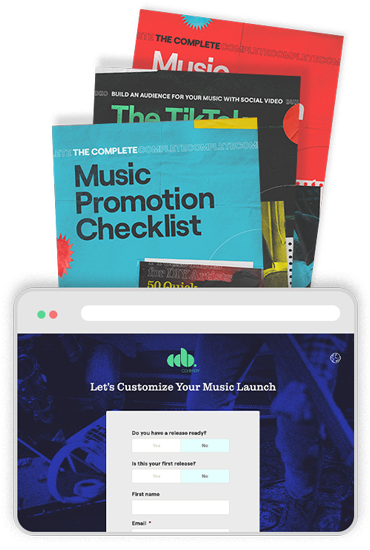 THE COMPLETE
Music
BUILD AN AUDIENCE FOR YOUR MUSIC WITH SOCIAL VIDEO
The TikTok
THE COMPLETE
Music
Promotion
Checklist
for DIY Artists
50 Quick
Let's Customize Your Music Launch
Do you have a release ready?
Yes
No
Is this your first release?
Yes
No
First name
Email *